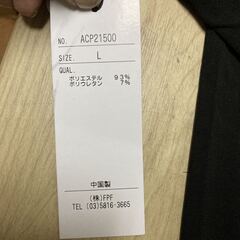 NO. ACP21500
SIZE. L
QUAL.
ポリエステル 93%
ポリウレタン 7%
中国製
(株)FPF
TEL (03)5816-3665